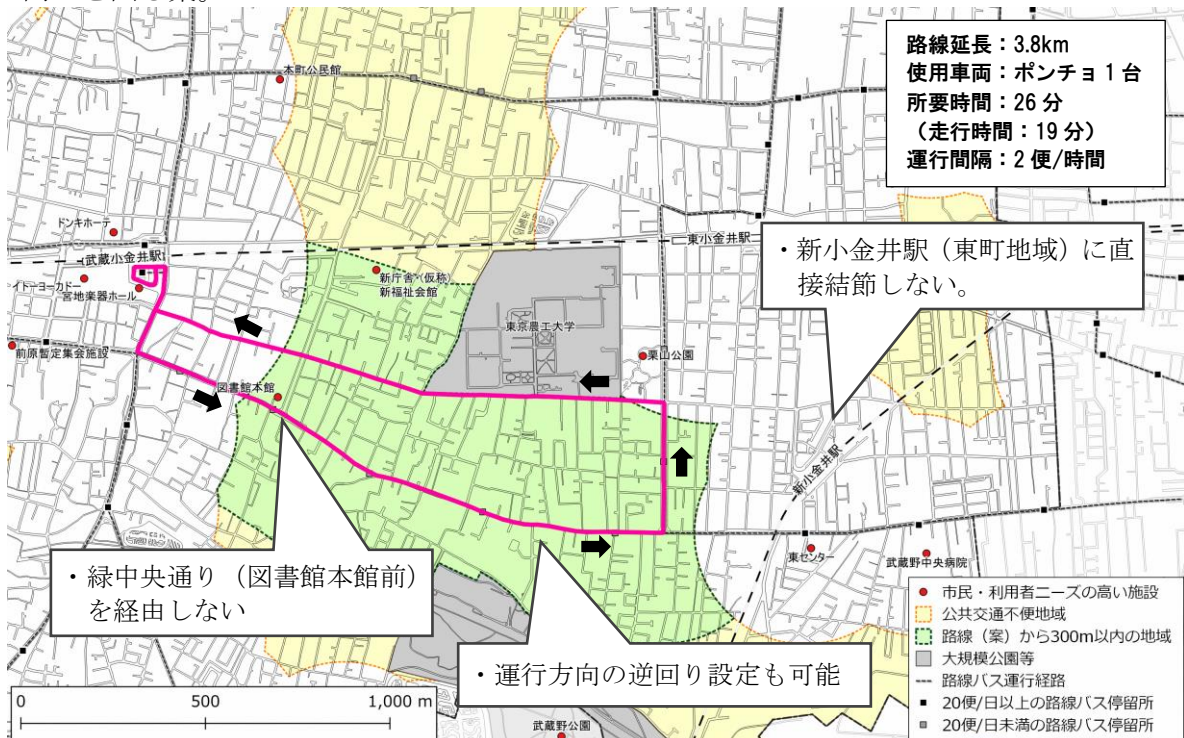 路線延長：3.8km
使用車両：ポンチョ１台
所要時間：26 分
（走行時間：19 分）
運行間隔：2 便/時間
本町公民館
ドンキホーテ
武蔵小金井駅
イトーヨーカドー
宮地楽器ホール
新庁舎・(仮称)
新福祉会館
東小金井駅
・新小金井駅（東町地域）に直
接結節しない。
東京農工大学
栗山公園
前原暫定集会施設
図書館本館
新小金井駅
東センター
武蔵野中央病院
・緑中央通り（図書館本館前）
を経由しない
・運行方向の逆回り設定も可能
武蔵野公園
市民・利用者ニーズの高い施設
公共交通不便地域
路線（案）から300m以内の地域
大規模公園等
路線バス運行経路
20便/日以上の路線バス停留所
20便/日未満の路線バス停留所
0 500 1,000 m